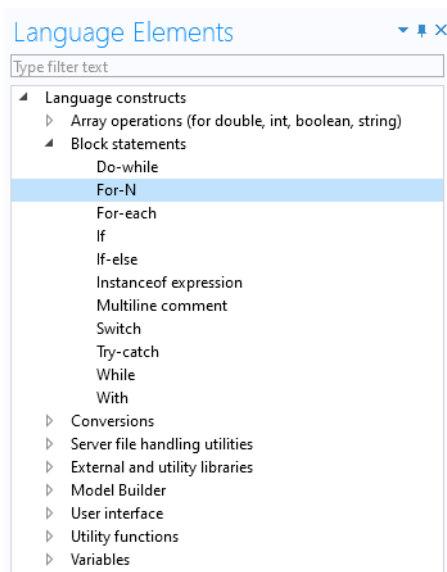 Language Elements
Type filter text
Language constructs
Array operations (for double, int, boolean, string)
Block statements
Do-while
For-N
For-each
If
If-else
Instanceof expression
Multiline comment
Switch
Try-catch
While
With
Conversions
Server file handling utilities
External and utility libraries
Model Builder
User interface
Utility functions
Variables